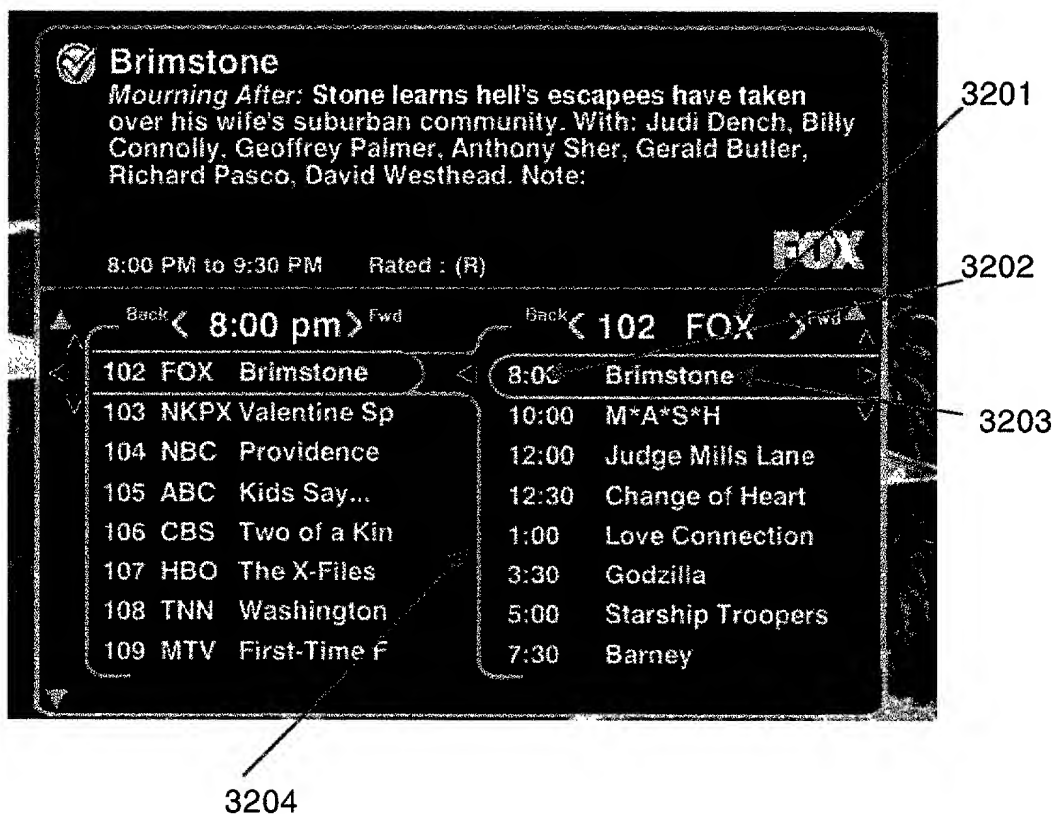 Brimstone
Mourning After: Stone learns hell's escapees have taken
over his wife's suburban community. With: Judi Dench, Billy
Connolly, Geoffrey Palmer, Anthony Sher, Gerald Butler,
Richard Pasco, David Westhead. Note:
FOX
8:00 PM to 9:30 PM Rated : (R)
Back < 8:00 pm > Fwd
102 FOX Brimstone
103 NKPX Valentine Sp
104 NBC Providence
105 ABC Kids Say...
106 CBS Two of a Kin
107 HBO The X-Files
108 TNN Washington
109 MTV First-Time F
Back < 102 FOX > Fwd
8:00 Brimstone
10:00 M*A*S*H
12:00 Judge Mills Lane
12:30 Change of Heart
1:00 Love Connection
3:30 Godzilla
5:00 Starship Troopers
7:30 Barney
3201
3202
3203
3204